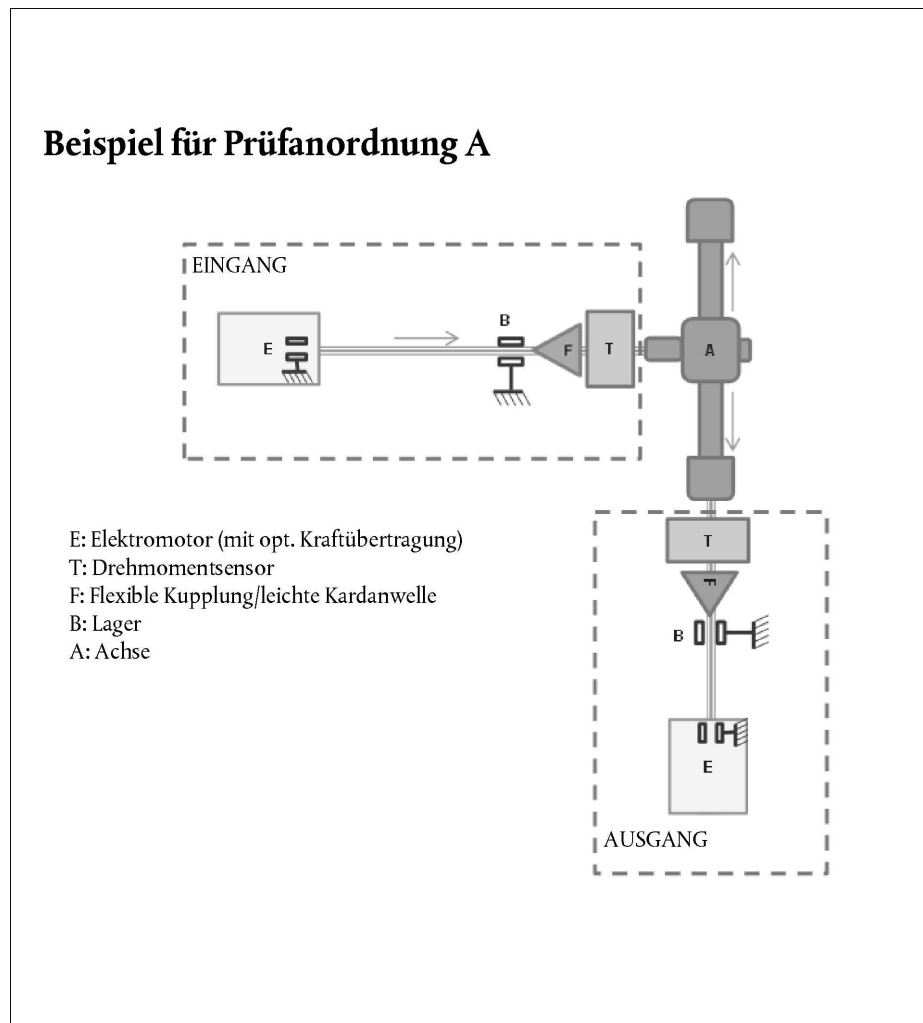 Beispiel für Prüfanordnung A
EINGANG
E
B
F
T
A
E: Elektromotor (mit opt. Kraftübertragung)
T: Drehmomentsensor
F: Flexible Kupplung/leichte Kardanwelle
B: Lager
A: Achse
T
F
B
E
AUSGANG